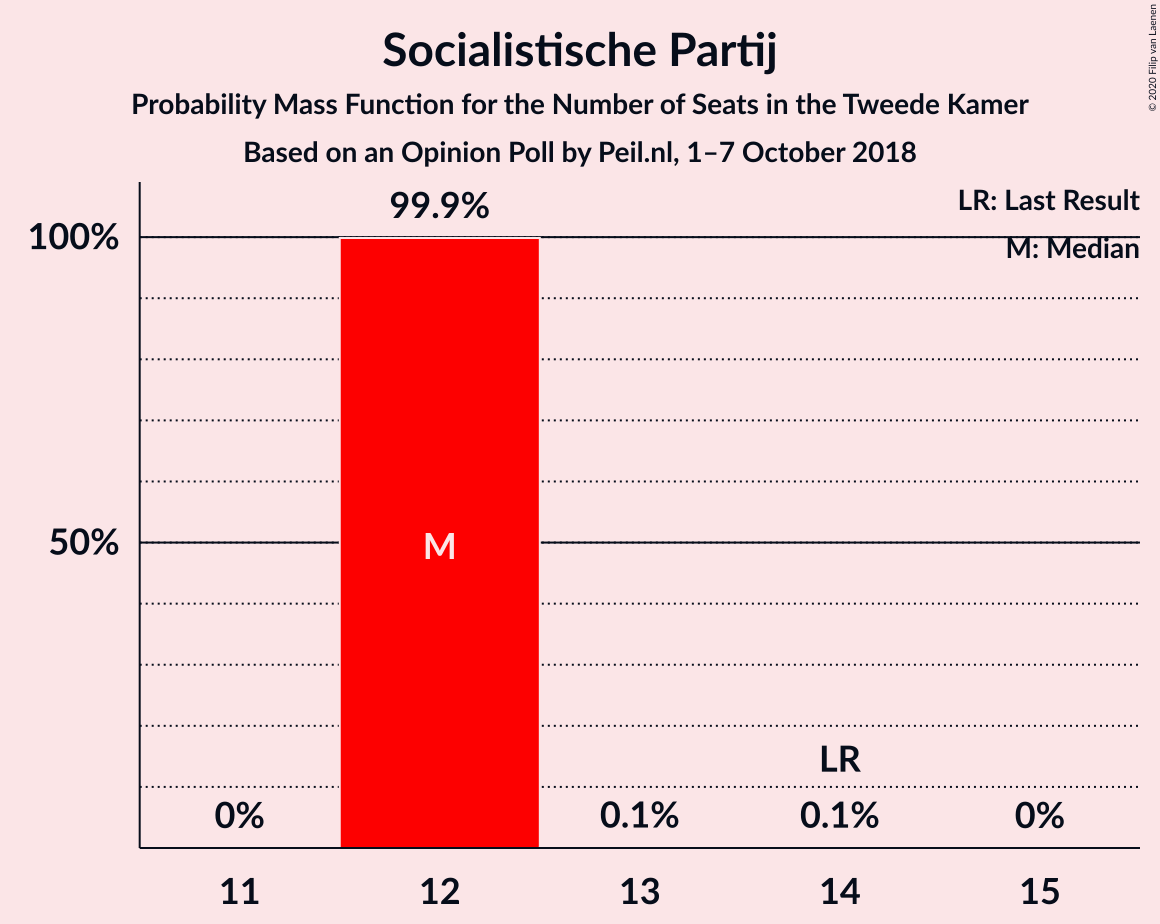 Socialistische Partij
Probability Mass Function for the Number of Seats in the Tweede Kamer
Based on an Opinion Poll by Peil.nl, 1–7 October 2018
© 2020 Filip van Laenen
LR: Last Result
M: Median
99.9%
100%
50%
M
LR
0%
0.1%
0.1%
0%
11
12
13
14
15